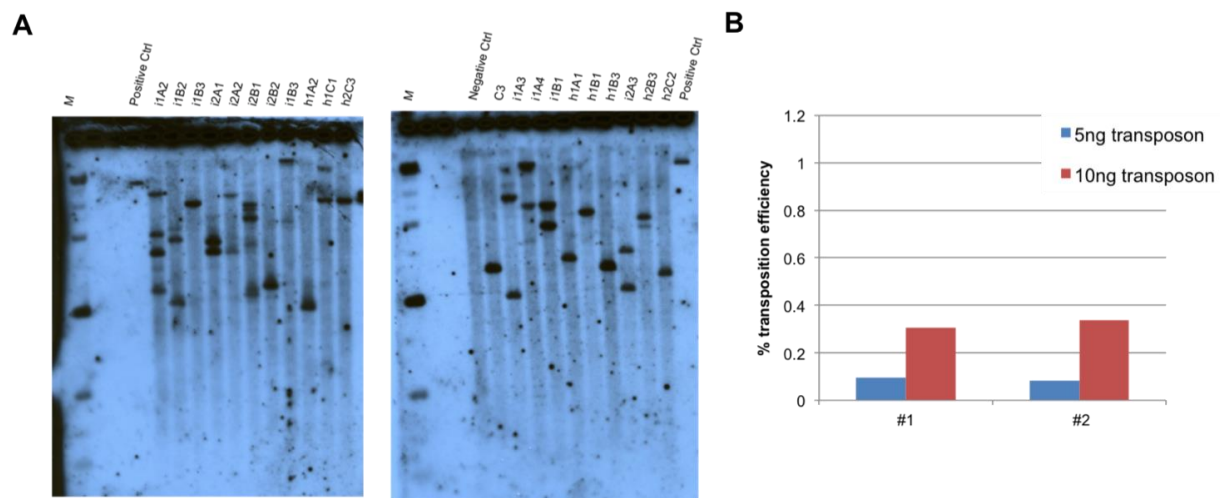 A
M
Positive Ctrl
i1A2
i1B2
i1B3
i2A1
i2A2
i2B1
i2B2
i1B3
h1A2
h1C1
h2C3
M
Negative Ctrl
C3
i1A3
i1A4
i1B1
h1A1
h1B1
h1B3
i2A3
h2B3
h2C2
Positive Ctrl
B
% transposition efficiency
1.2
1
0.8
0.6
0.4
0.2
0
#1
#2
5ng transposon
10ng transposon